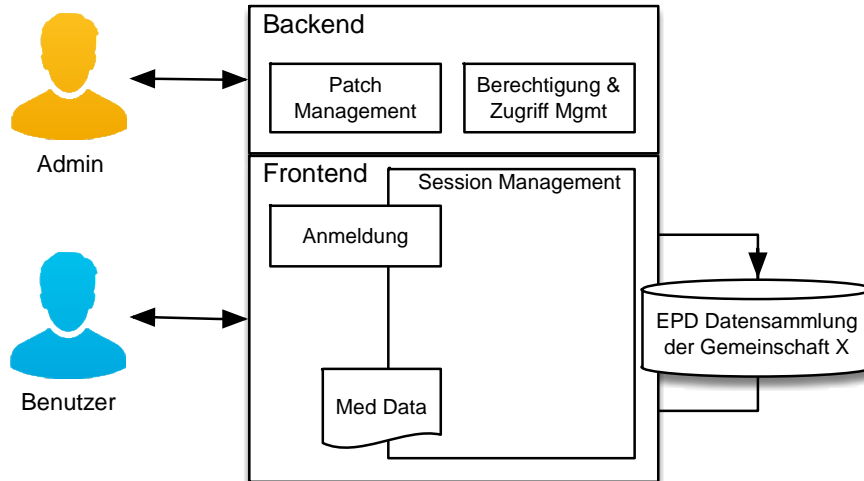 Backend
Patch
Management
Berechtigung &
Zugriff Mgmt
Admin
Frontend
Session Management
Anmeldung
EPD Datensammlung
der Gemeinschaft X
Benutzer
Med Data